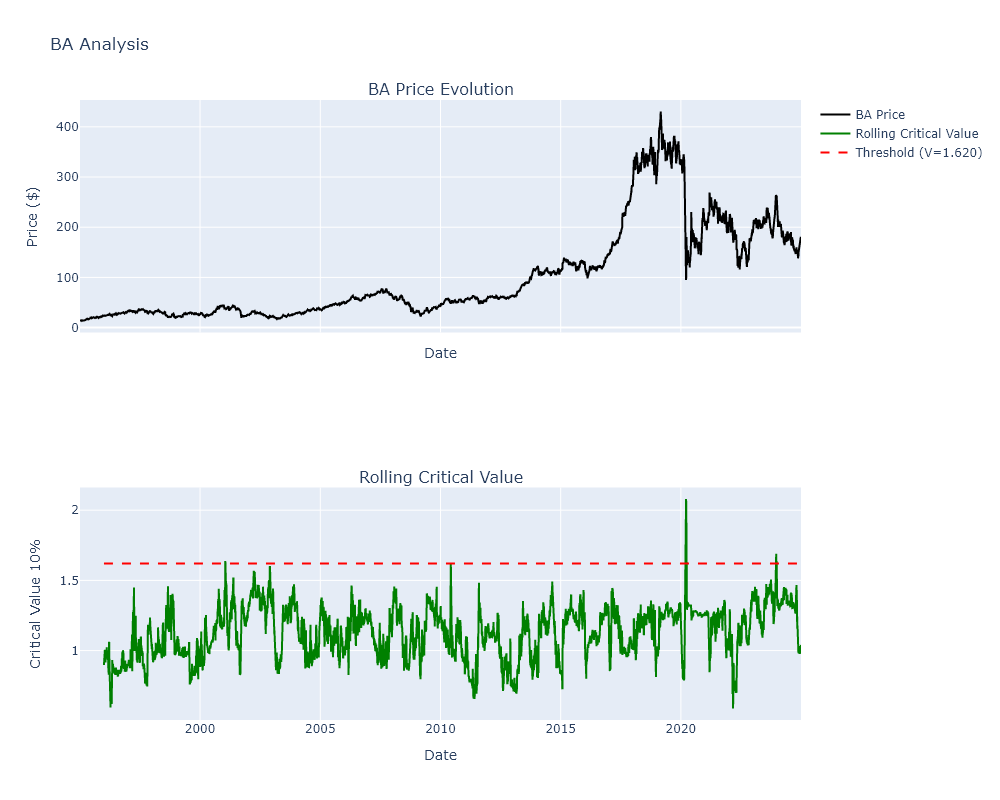 BA Analysis
BA Price Evolution
400
300
200
100
0
Price ($)
Date
BA Price
Rolling Critical Value
Threshold (V=1.620)
Rolling Critical Value
2
1.5
1
Critical Value 10%
2000
2005
2010
2015
2020
Date